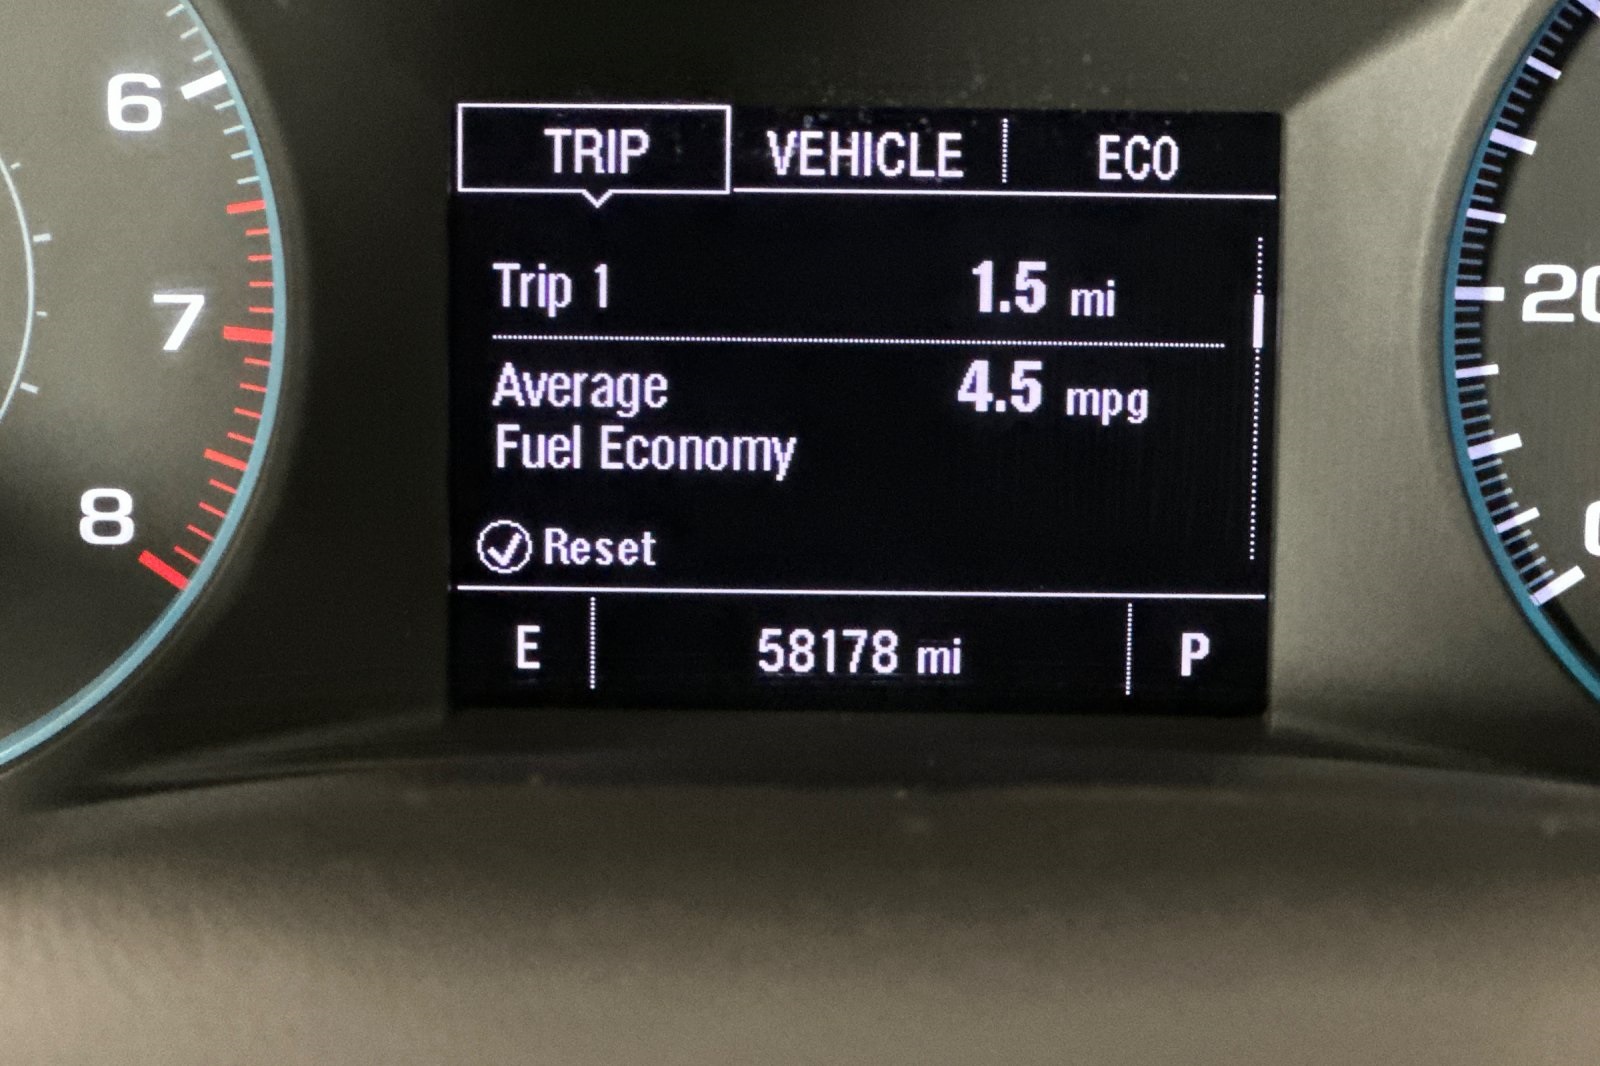 6
7
8
TRIP VEHICLE ECO
Trip 1 1.5 mi
Average 4.5 mpg
Fuel Economy
Reset
E 58178 mi P
20
0